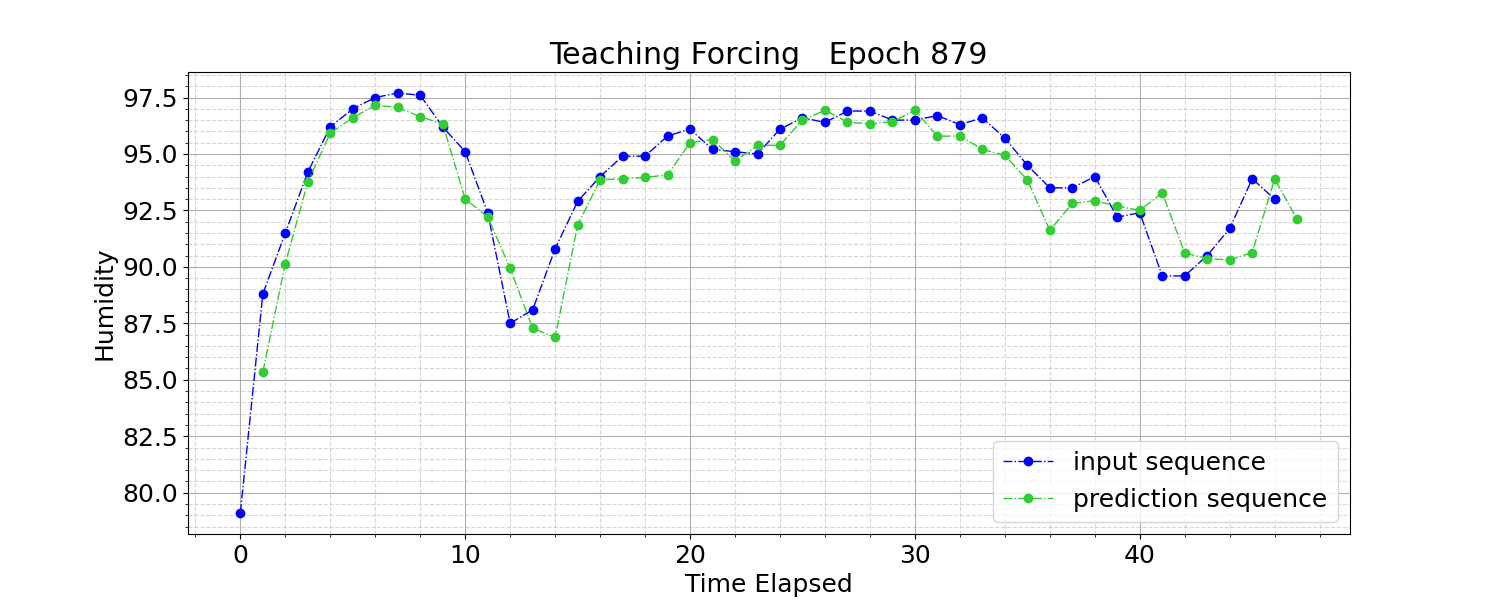 Teaching Forcing   Epoch 879
97.5
95.0
92.5
90.0
87.5
85.0
82.5
80.0
Humidity
input sequence
prediction sequence
0 10 20 30 40
Time Elapsed